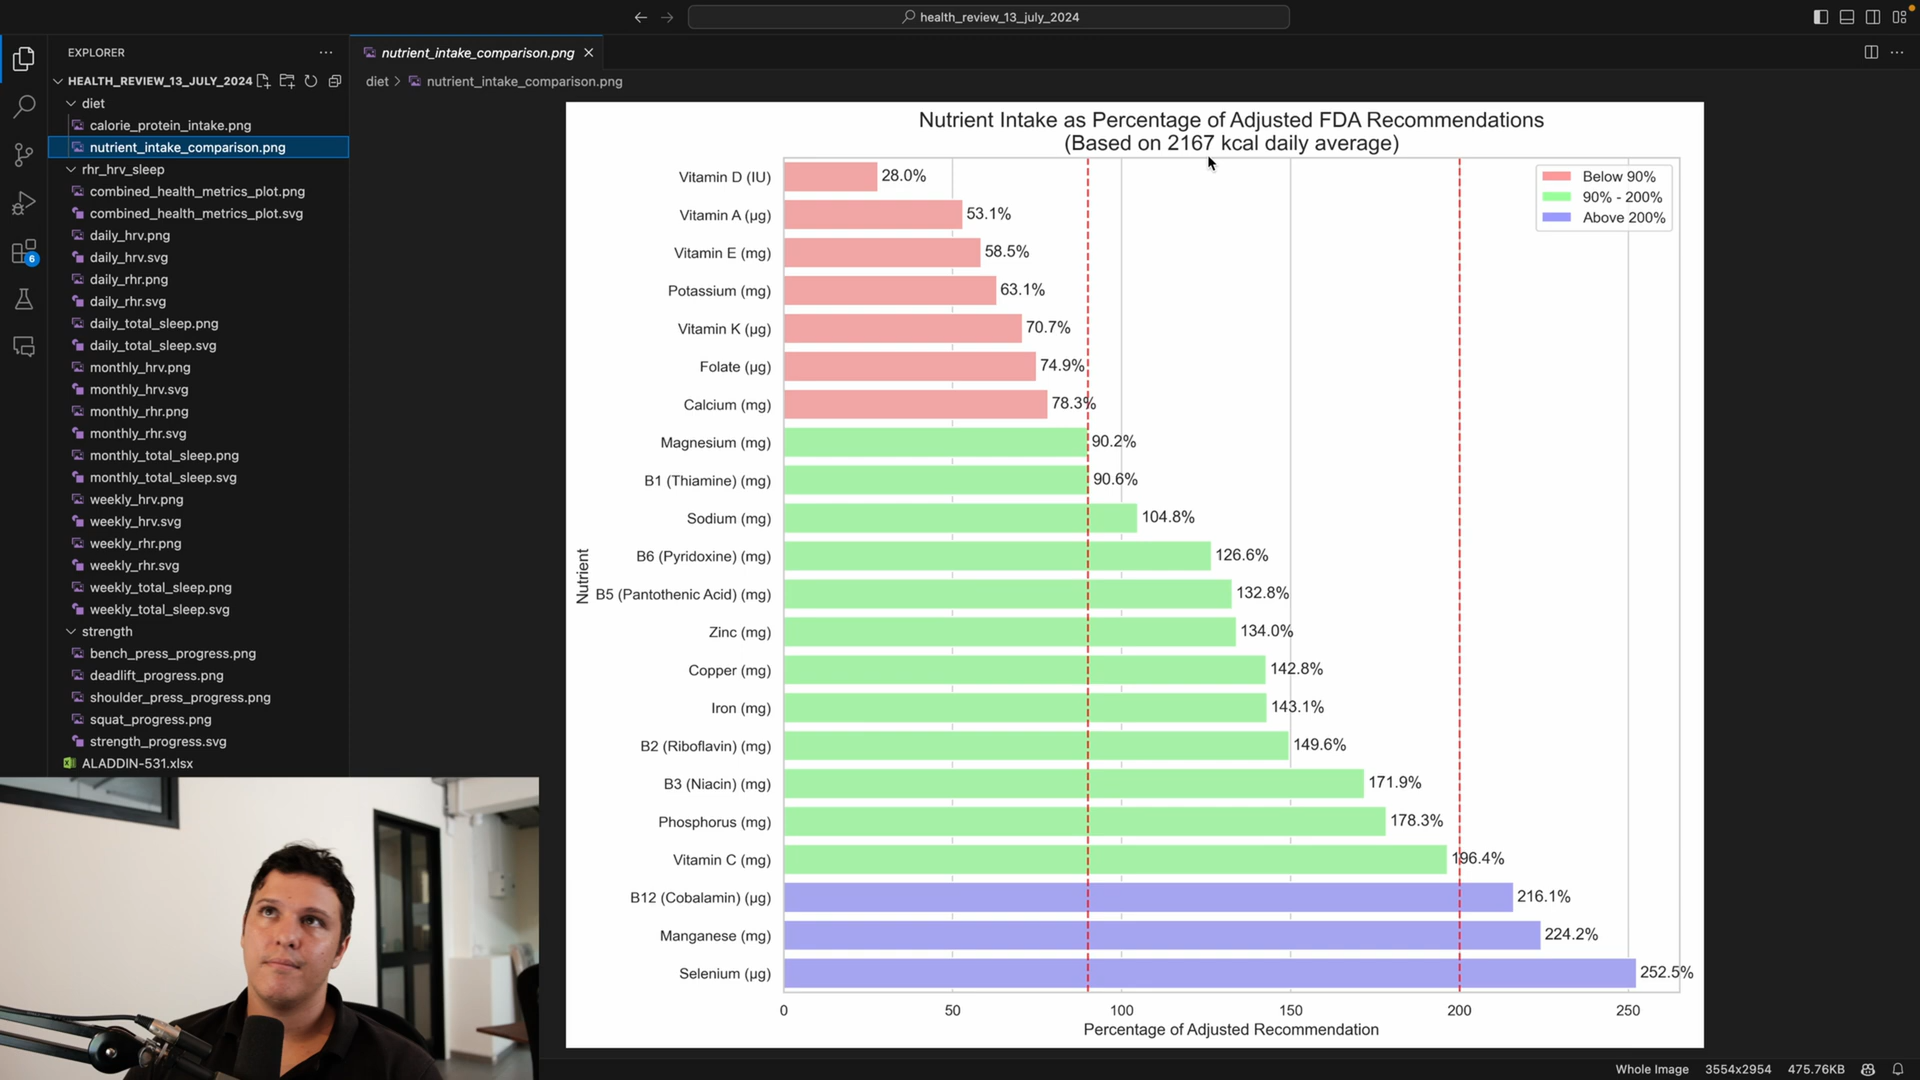 health_review_13_july_2024
EXPLORER
HEALTH_REVIEW_13_JULY_2024
diet
calorie_protein_intake.png
nutrient_intake_comparison.png
rhr_hrv_sleep
combined_health_metrics_plot.png
combined_health_metrics_plot.svg
daily_hrv.png
daily_hrv.svg
daily_rhr.png
daily_rhr.svg
daily_total_sleep.png
daily_total_sleep.svg
monthly_hrv.png
monthly_hrv.svg
monthly_rhr.png
monthly_rhr.svg
monthly_total_sleep.png
monthly_total_sleep.svg
weekly_hrv.png
weekly_hrv.svg
weekly_rhr.png
weekly_rhr.svg
weekly_total_sleep.png
weekly_total_sleep.svg
strength
bench_press_progress.png
deadlift_progress.png
shoulder_press_progress.png
squat_progress.png
strength_progress.svg
ALADDIN-531.xlsx
6
nutrient_intake_comparison.png
diet > nutrient_intake_comparison.png
Nutrient Intake as Percentage of Adjusted FDA Recommendations
(Based on 2167 kcal daily average)
Below 90%
90% - 200%
Above 200%
Nutrient
Vitamin D (IU) 28.0%
Vitamin A (µg) 53.1%
Vitamin E (mg) 58.5%
Potassium (mg) 63.1%
Vitamin K (µg) 70.7%
Folate (µg) 74.9%
Calcium (mg) 78.3%
Magnesium (mg) 90.2%
B1 (Thiamine) (mg) 90.6%
Sodium (mg) 104.8%
B6 (Pyridoxine) (mg) 126.6%
B5 (Pantothenic Acid) (mg) 132.8%
Zinc (mg) 134.0%
Copper (mg) 142.8%
Iron (mg) 143.1%
B2 (Riboflavin) (mg) 149.6%
B3 (Niacin) (mg) 171.9%
Phosphorus (mg) 178.3%
Vitamin C (mg) 196.4%
B12 (Cobalamin) (µg) 216.1%
Manganese (mg) 224.2%
Selenium (µg) 252.5%
0 50 100 150 200 250
Percentage of Adjusted Recommendation
Whole Image 3554x2954 475.76KB